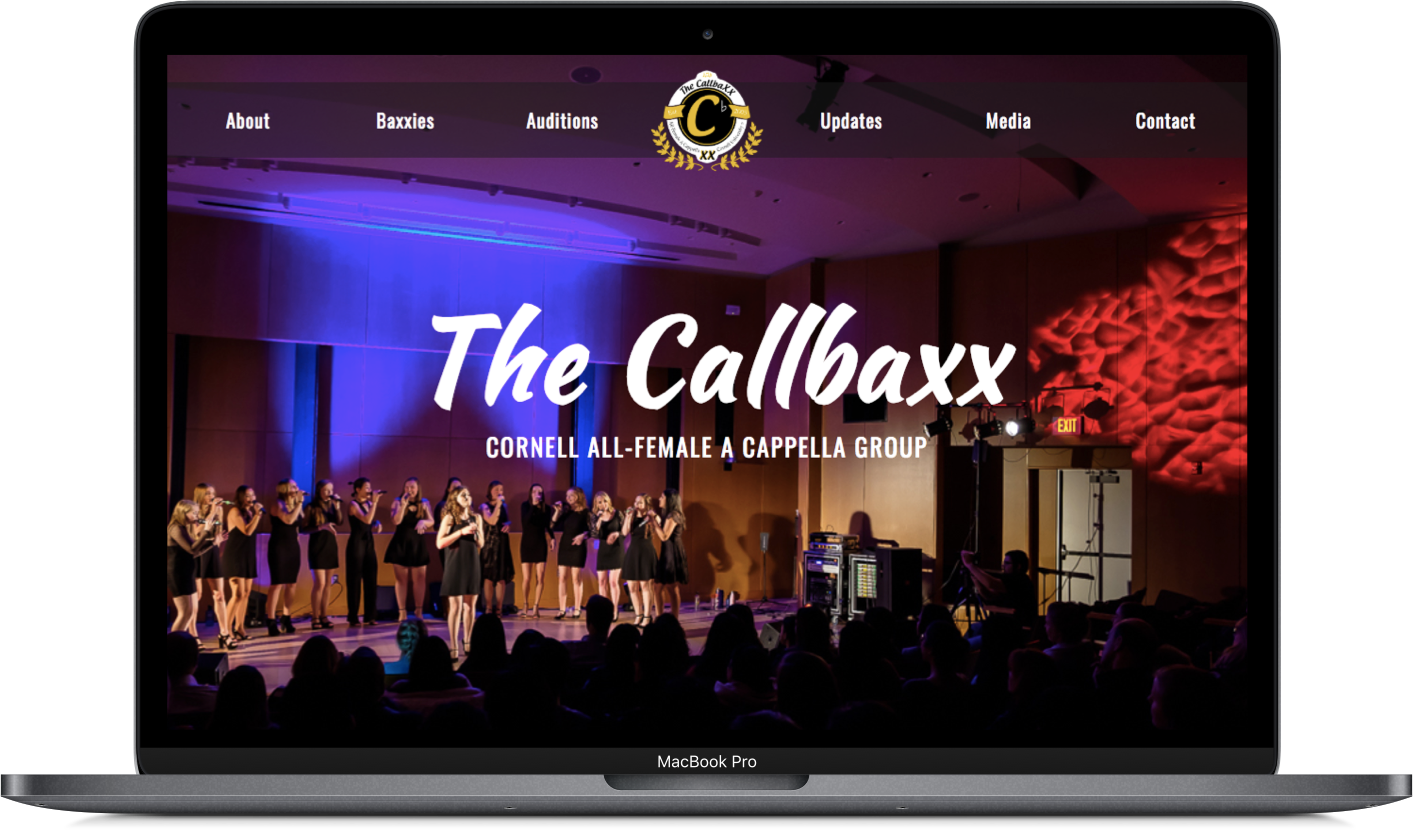 About Baxxies Auditions Updates Media Contact
The CallbaXX
C♭
XX
The Callbaxx
CORNELL ALL-FEMALE A CAPPELLA GROUP
EXIT
MacBook Pro